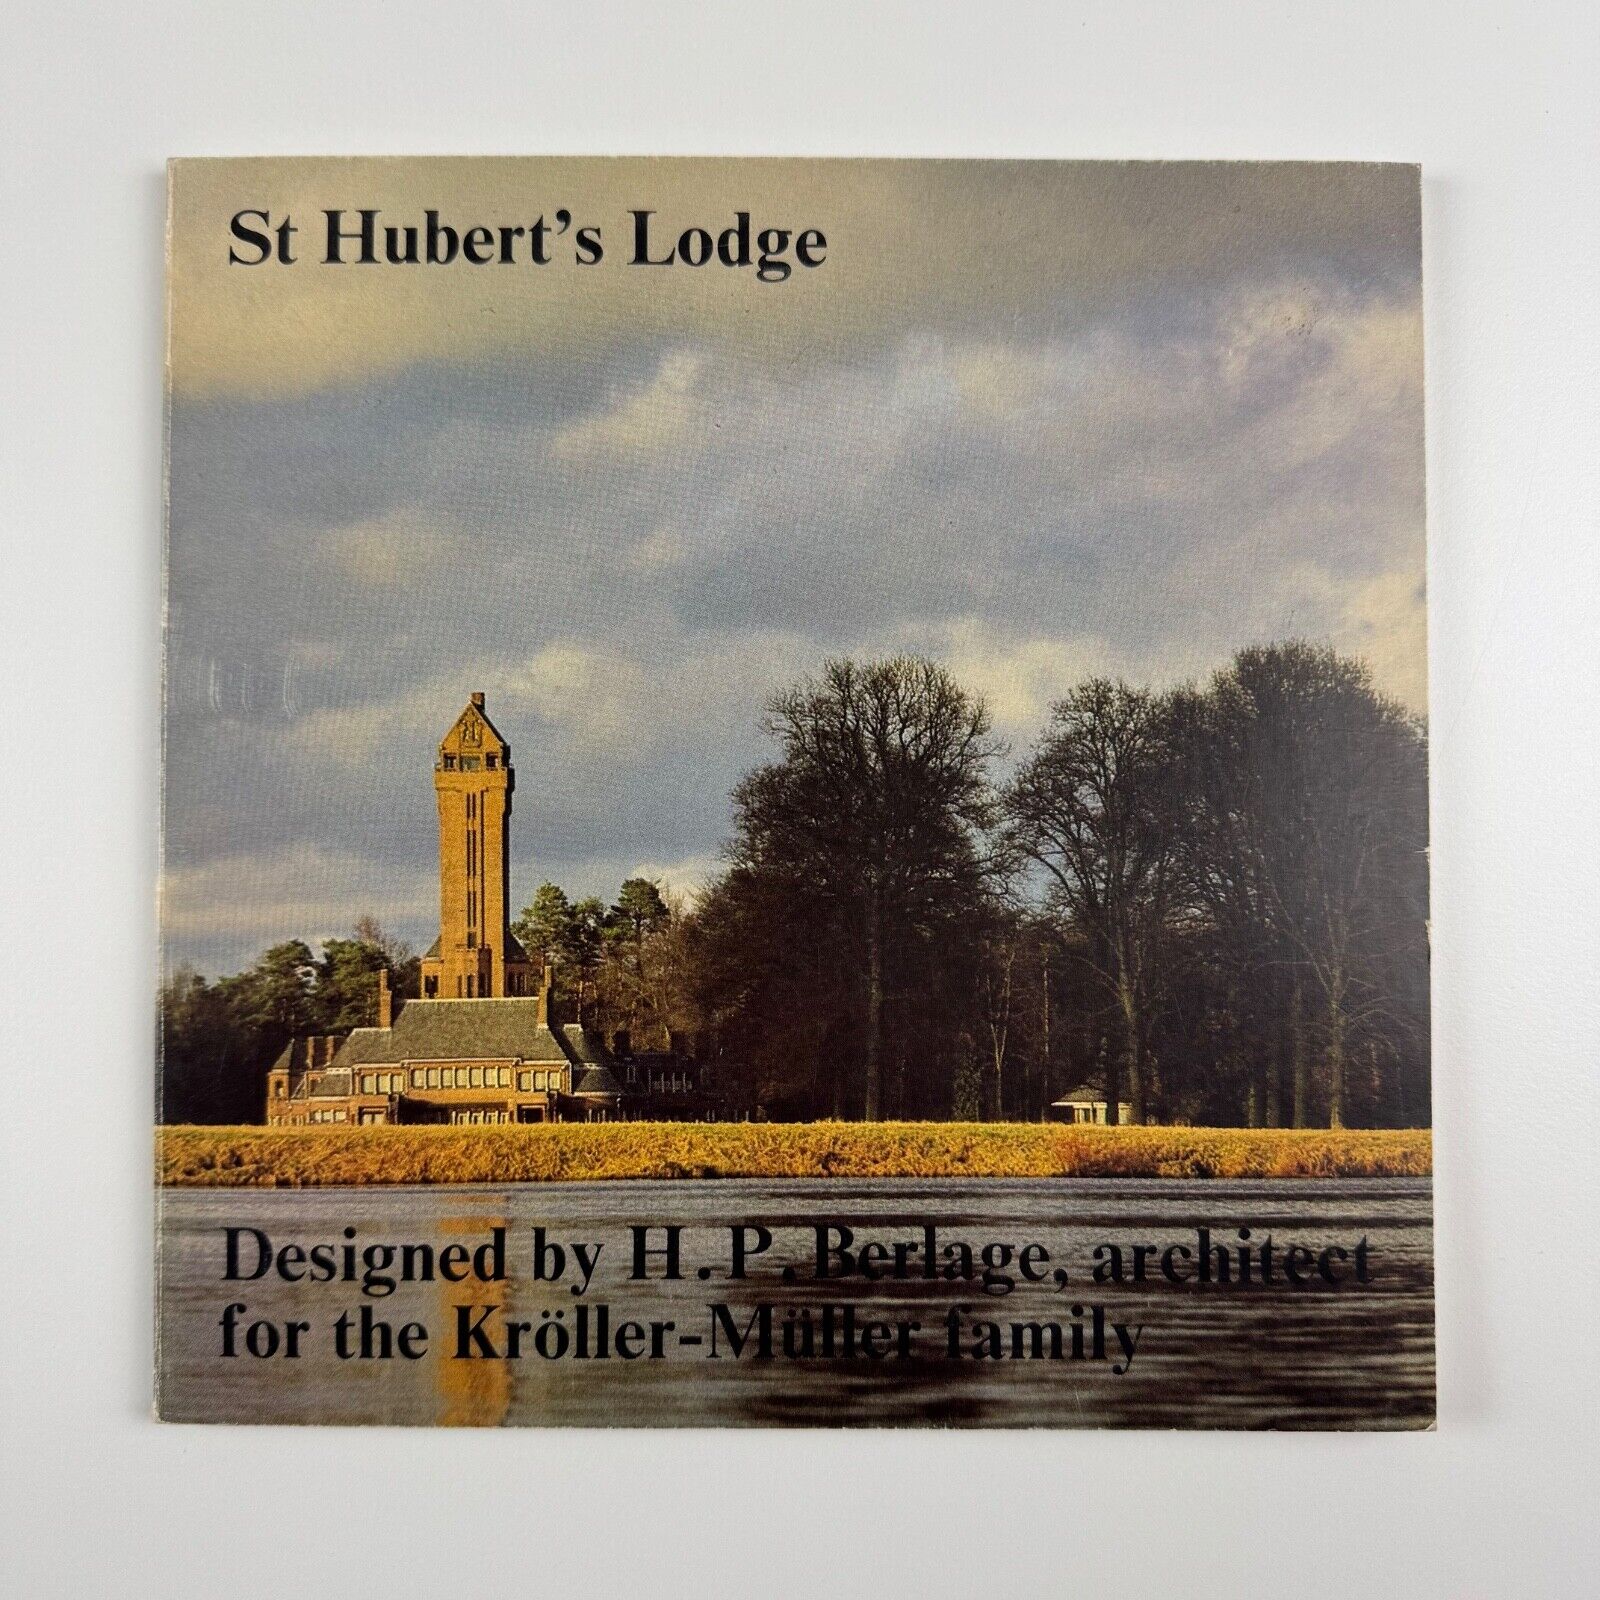 St Hubert's Lodge
Designed by H.P. Berlage, architect
for the Kröller-Müller family